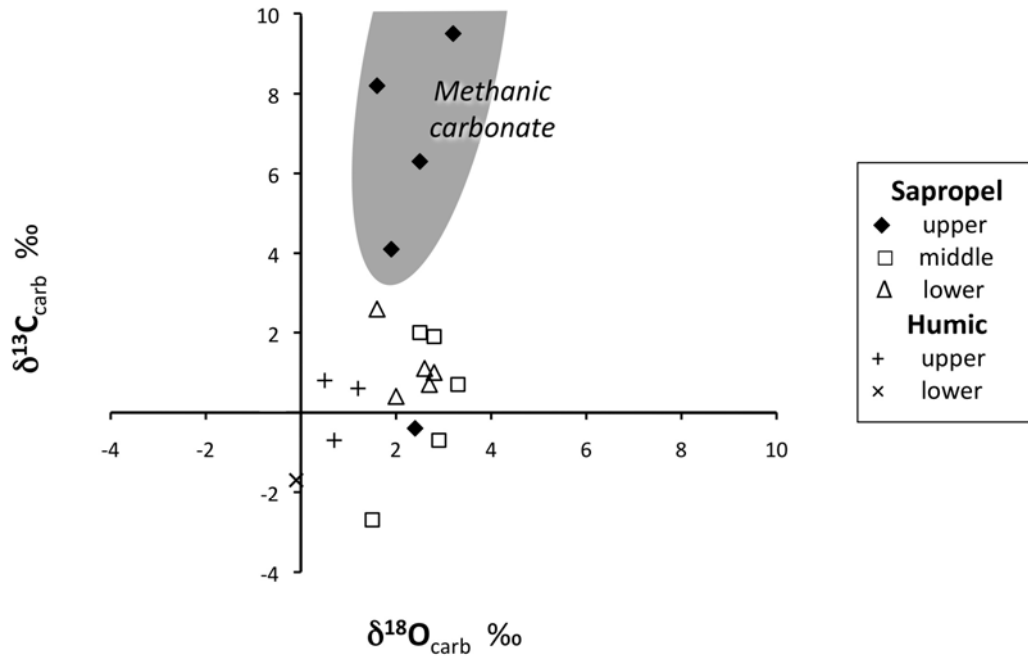 10
8
6
4
2
-2
-4
-4
-2
2
4
6
8
10
Methanic
carbonate
δ13Ccarb ‰
δ18Ocarb ‰
Sapropel
upper
middle
lower
Humic
upper
lower